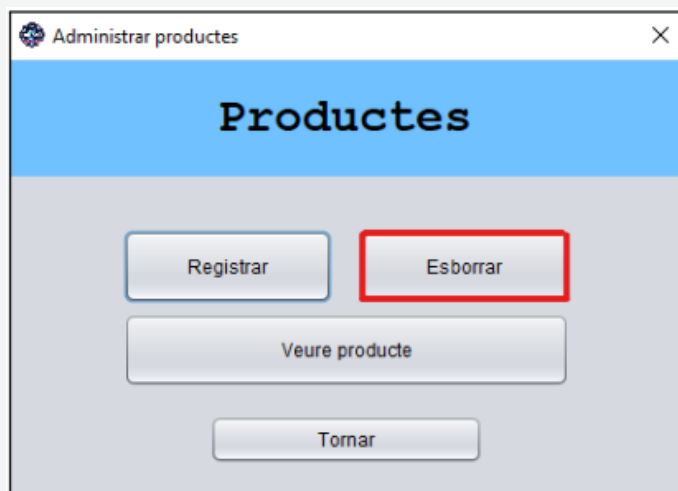 Administrar productes
Productes
Registrar
Esborrar
Veure producte
Tornar